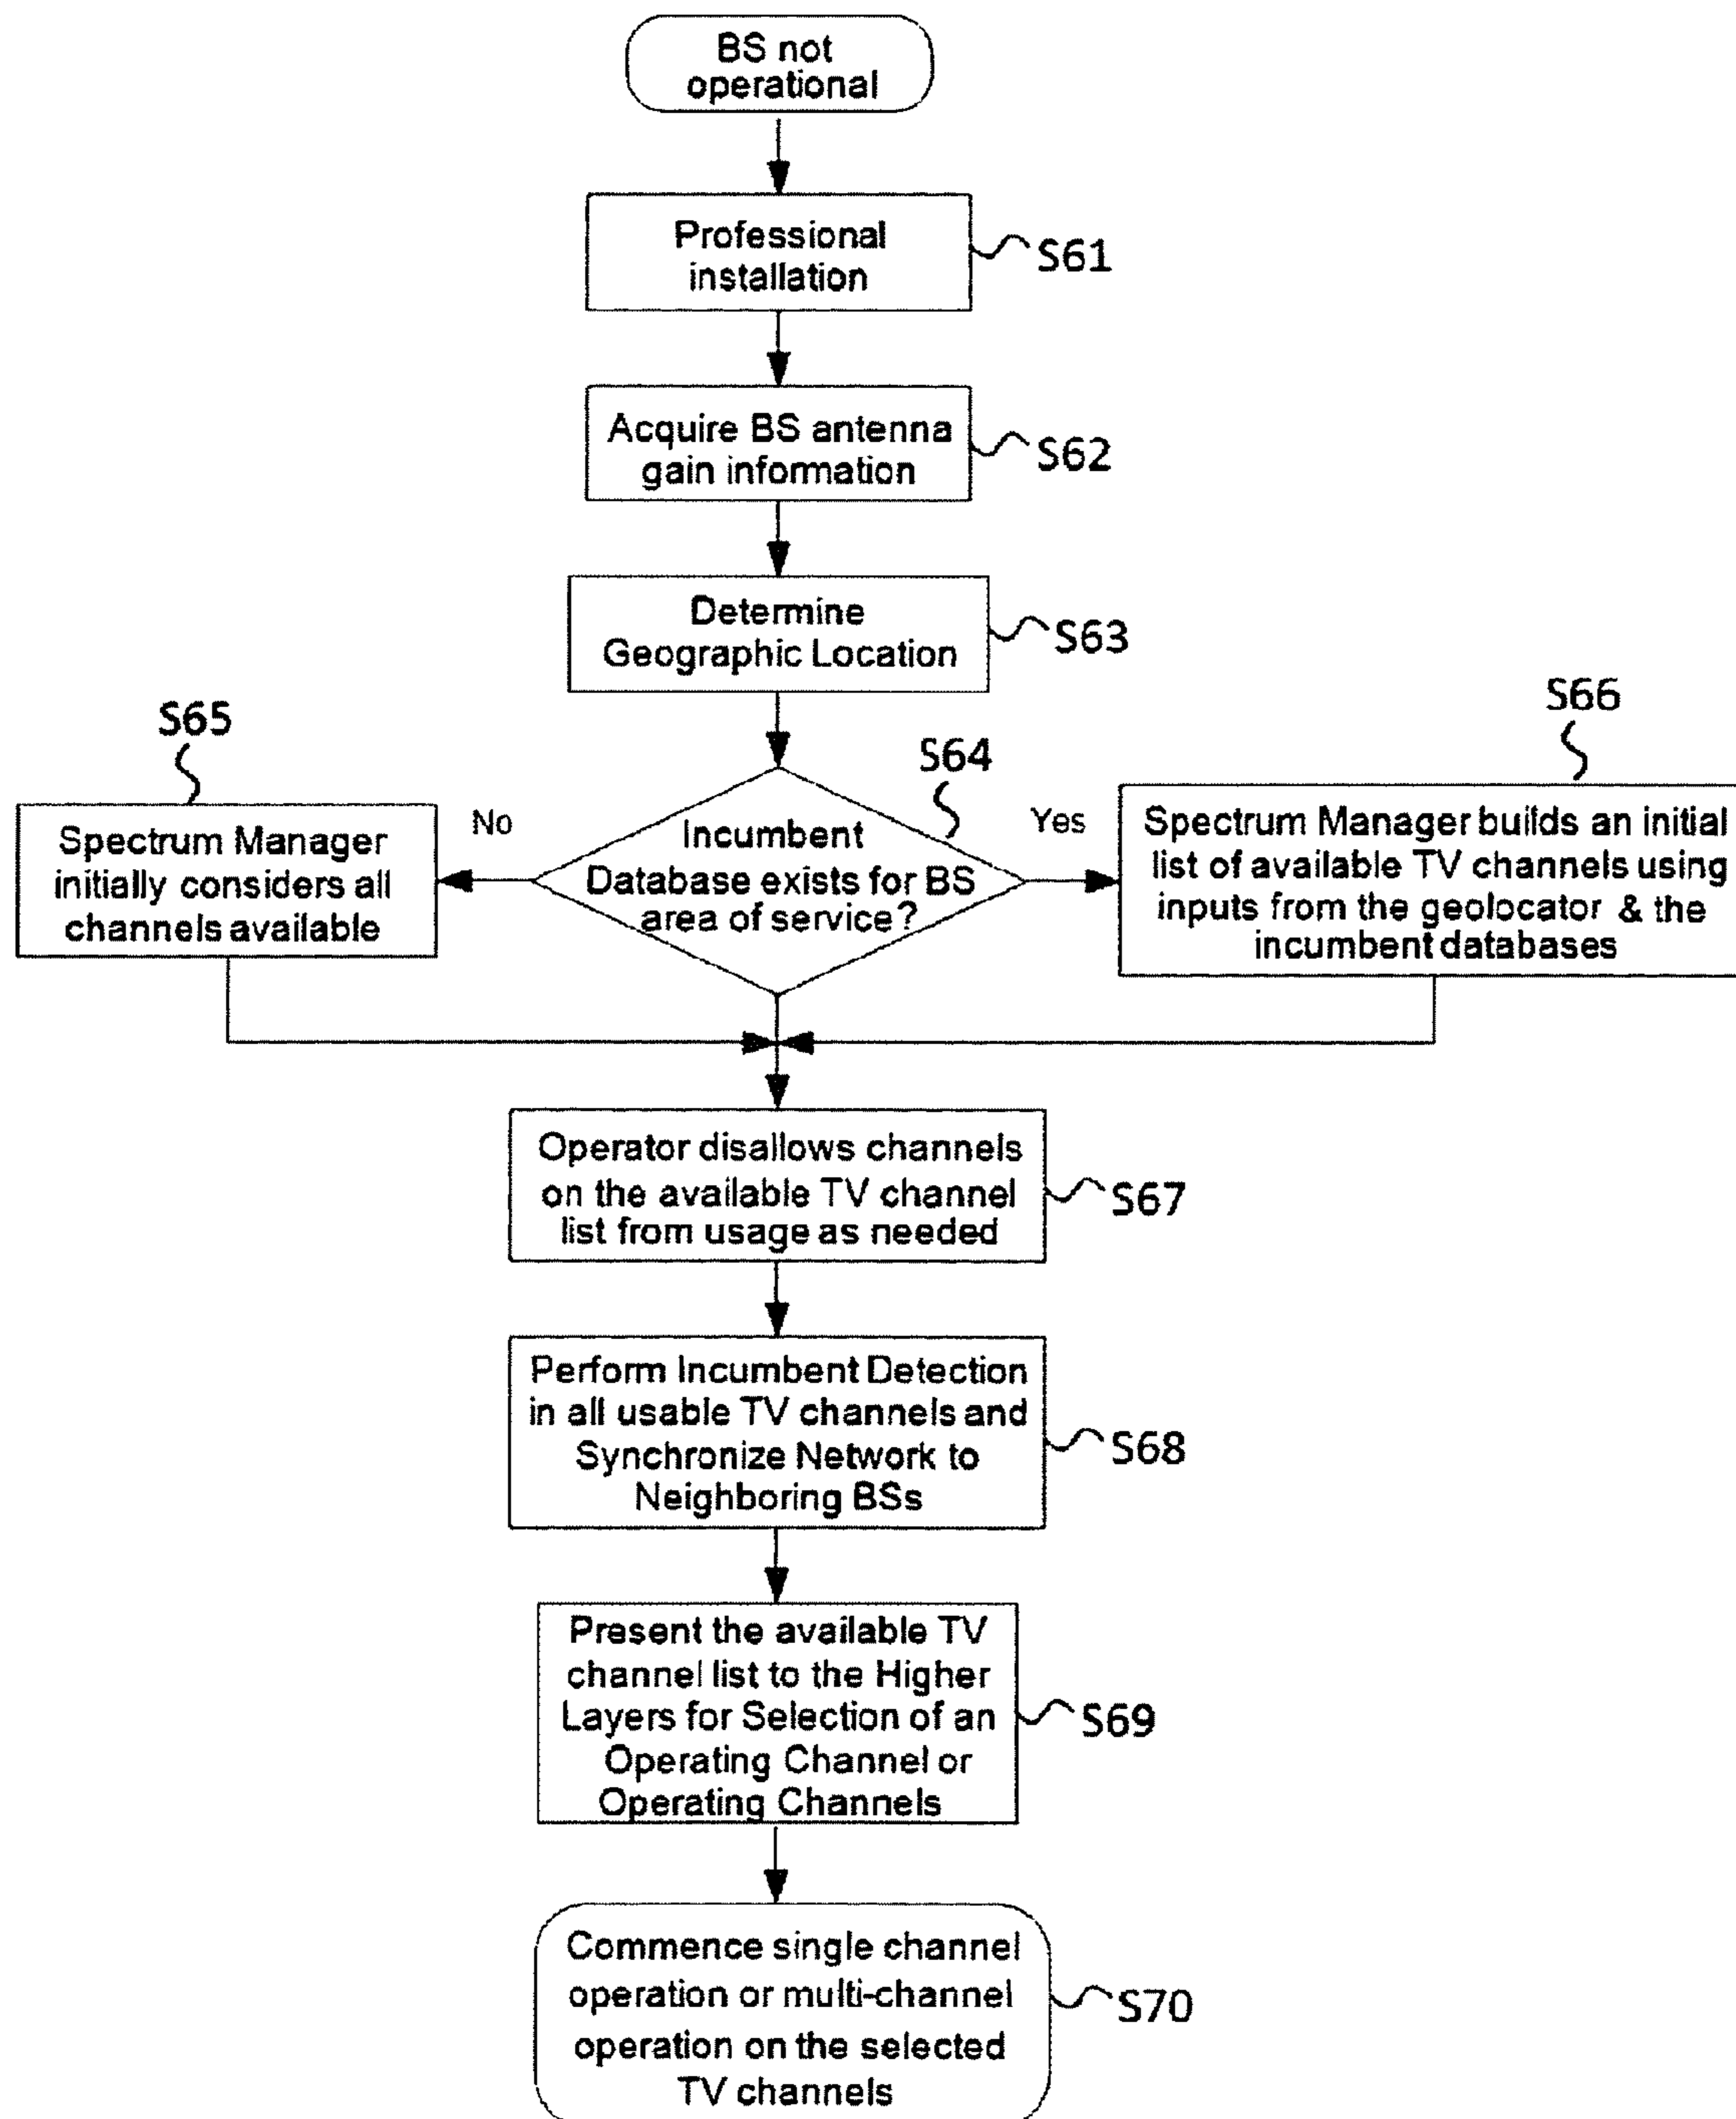 BS not
operational
Professional
installation
S61
Acquire BS antenna
gain information
S62
Determine
Geographic Location
S63
S65
S64
S66
Spectrum Manager
initially considers all
channels available
No
Incumbent
Database exists for BS
area of service?
Yes
Spectrum Manager builds an initial
list of available TV channels using
inputs from the geolocator & the
incumbent databases
Operator disallows channels
on the available TV channel
list from usage as needed
S67
Perform Incumbent Detection
in all usable TV channels and
Synchronize Network to
Neighboring BSs
S68
Present the available TV
channel list to the Higher
Layers for Selection of an
Operating Channel or
Operating Channels
S69
Commence single channel
operation or multi-channel
operation on the selected
TV channels
S70